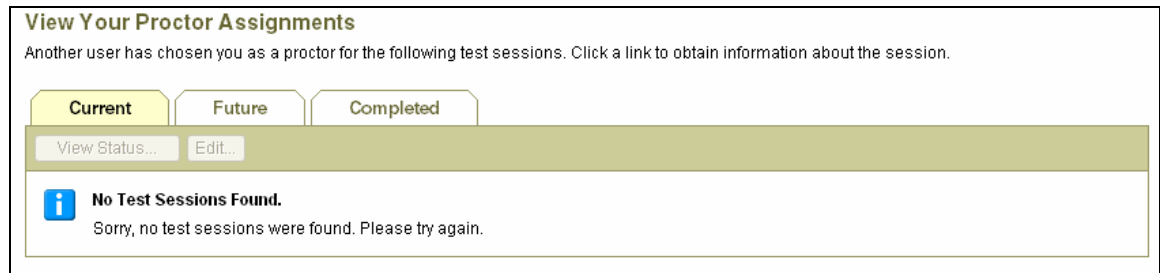 View Your Proctor Assignments
Another user has chosen you as a proctor for the following test sessions. Click a link to obtain information about the session.
Current Future Completed
View Status... Edit...
No Test Sessions Found.
Sorry, no test sessions were found. Please try again.